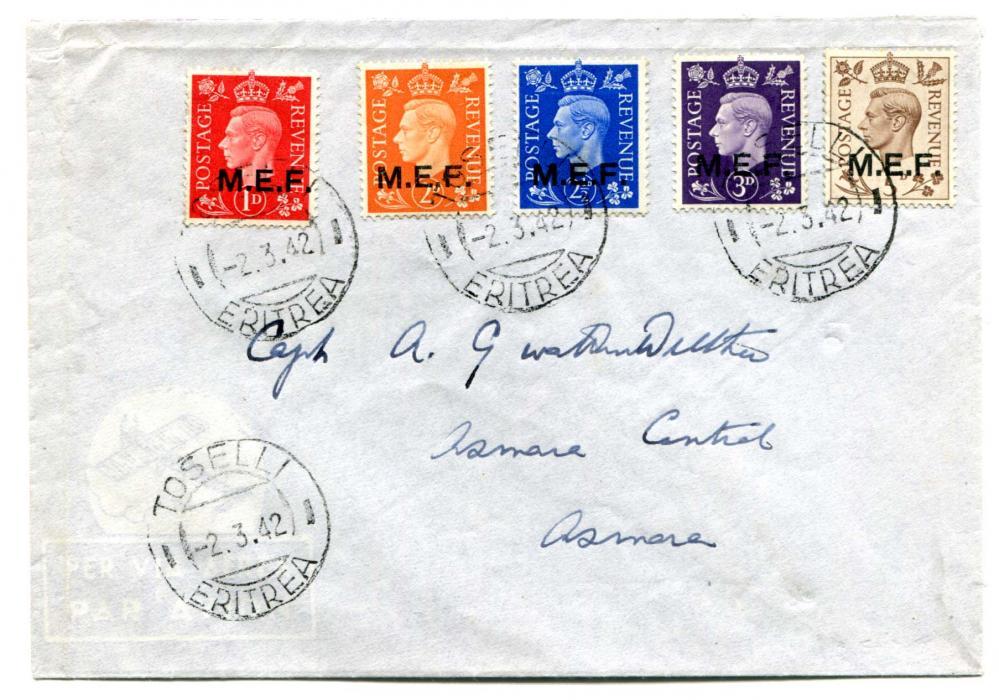 POSTAGE REVENUE M.E.F. 1D
POSTAGE REVENUE M.E.F. 2D
POSTAGE REVENUE M.E.F
POSTAGE REVENUE M.E.F. 3D
POSTAGE REVENUE M.E.F.
-2.3.42
ERITREA
-2.3.42
ERITREA
-2.3.42
ERITREA
Capt A. G
Asmara Central
Asmara
TOSELLI
-2.3.42
ERITREA
PER
PAR